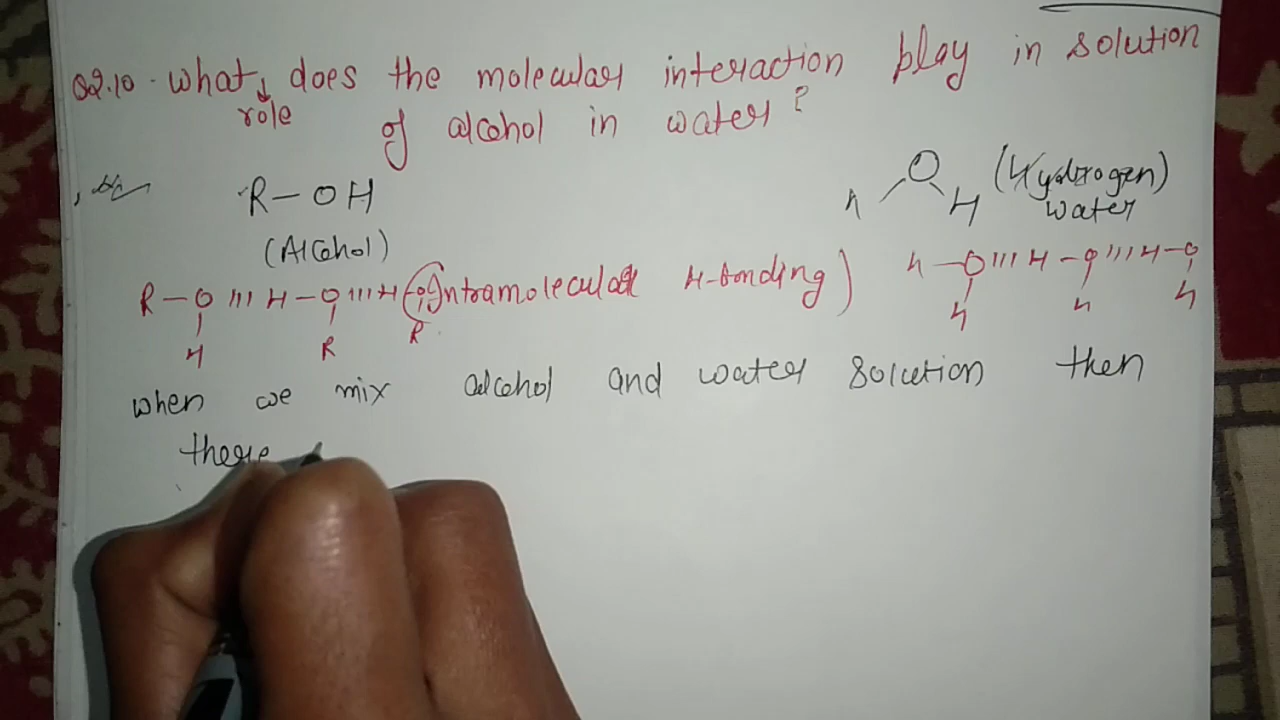 Q2.10. what does the molecular interaction play in solution
role of alcohol in water?
R-OH
(Alcohol)
O
H H
(Hydrogen)
water
R-O ||| H-O ||| H-O (Intramolecular H-bonding)
H R R
H-O ||| H-O ||| H-O
H H H
when we mix alcohol and water solution then
there